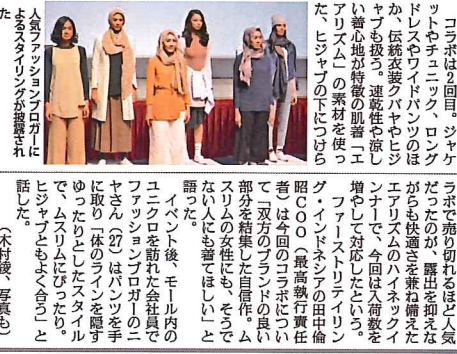 コラボは2回目。ジャケ
ットやチュニック、ロング
ドレスやワイドパンツのほ
か、伝統衣装クバヤやヒジ
ャブも扱う。速乾性や涼し
い着心地が特徴の肌着「エ
アリズム」の素材を使っ
た、ヒジャブの下につけら
人気ファッションブロガーに
よるスタイリングが披露され
た
ラボで売り切れるほど人気
だったのが、露出を抑えな
がらも快適さを兼ね備えた
エアリズムのハイネックイ
ンナーで、今回は入荷数を
増やして対応したという。
ファーストリテイリン
グ・インドネシアの田中倫
昭COO（最高執行責任
者）は今回のコラボについ
て「双方のブランドの良い
部分を結集した自信作。ム
スリムの女性にも、そうで
ない人にも着てほしい」と
語った。
イベント後、モール内の
ユニクロを訪れた会社員で
ファッションブロガーのニ
ヤさん（27）はパンツを手
に取り「体のラインを隠す
ゆったりとしたスタイル
で、ムスリムにぴったり。
ヒジャブともよく合う」と
話した。
（木村綾、写真も）